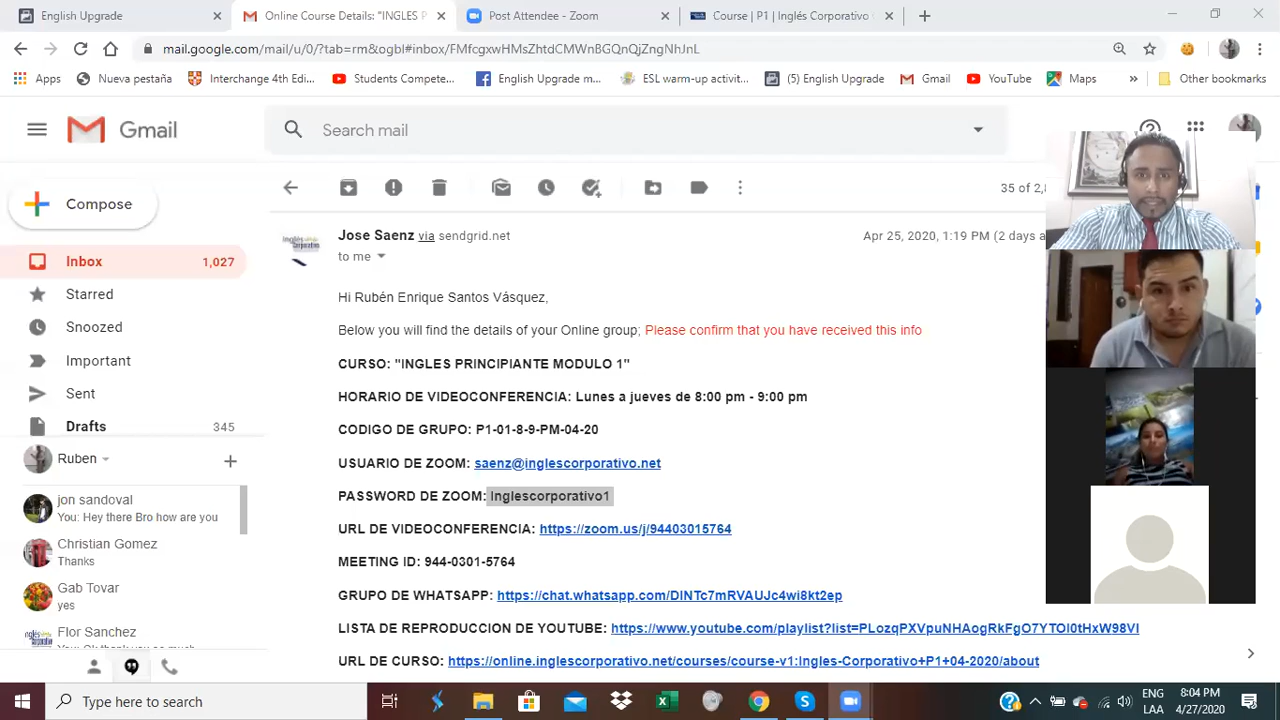 English Upgrade
Online Course Details: "INGLES P
Post Attendee - Zoom
Course | P1 | Inglés Corporativo
mail.google.com/mail/u/0/?tab=rm&ogbl#inbox/FMfcgxwHMsZhtdCMWnBGQnQjZngNhJnL
Apps
Nueva pestaña
Interchange 4th Edi...
Students Compete...
English Upgrade m...
ESL warm-up activit...
(5) English Upgrade
Gmail
YouTube
Maps
»
Other bookmarks
Gmail
Search mail
Compose
35 of 2,8
Jose Saenz via sendgrid.net
Apr 25, 2020, 1:19 PM (2 days a
to me
Inbox 1,027
Starred
Snoozed
Important
Sent
Drafts 345
Hi Rubén Enrique Santos Vásquez,
Below you will find the details of your Online group; Please confirm that you have received this info
CURSO: "INGLES PRINCIPIANTE MODULO 1"
HORARIO DE VIDEOCONFERENCIA: Lunes a jueves de 8:00 pm - 9:00 pm
CODIGO DE GRUPO: P1-01-8-9-PM-04-20
USUARIO DE ZOOM: saenz@inglescorporativo.net
PASSWORD DE ZOOM: Inglescorporativo1
URL DE VIDEOCONFERENCIA: https://zoom.us/j/94403015764
MEETING ID: 944-0301-5764
GRUPO DE WHATSAPP: https://chat.whatsapp.com/DINTc7mRVAUJc4wi8kt2ep
LISTA DE REPRODUCCION DE YOUTUBE: https://www.youtube.com/playlist?list=PLozqPXVpuNHAogRkFgO7YTOl0tHxW98VI
URL DE CURSO: https://online.inglescorporativo.net/courses/course-v1:Ingles-Corporativo+P1+04-2020/about
Ruben
jon sandoval
You: Hey there Bro how are you
Christian Gomez
Thanks
Gab Tovar
yes
Flor Sanchez
Type here to search
ENG
LAA
8:04 PM
4/27/2020